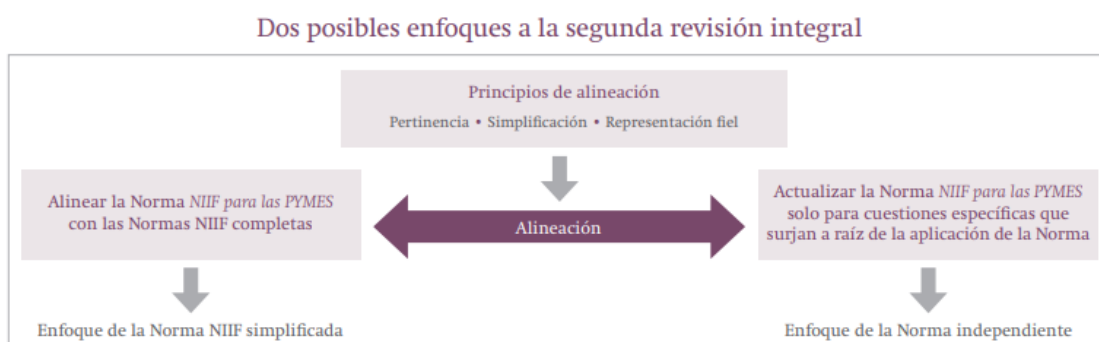 Dos posibles enfoques a la segunda revisión integral
Principios de alineación
Pertinencia • Simplificación • Representación fiel
Alinear la Norma NIIF para las PYMES
con las Normas NIIF completas
Alineación
Actualizar la Norma NIIF para las PYMES
solo para cuestiones específicas que
surjan a raíz de la aplicación de la Norma
Enfoque de la Norma NIIF simplificada
Enfoque de la Norma independiente